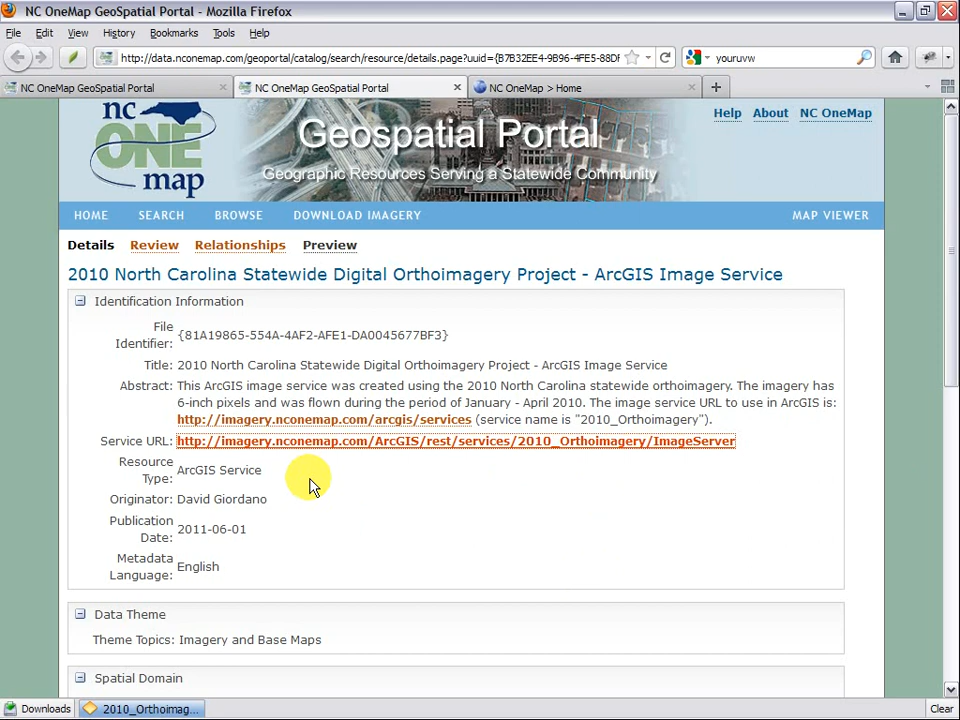 NC OneMap GeoSpatial Portal - Mozilla Firefox
File Edit View History Bookmarks Tools Help
http://data.nconemap.com/geoportal/catalog/search/resource/details.page?uuid={B7B32EE4-9B96-4FE5-88DF
youruvw
NC OneMap GeoSpatial Portal
NC OneMap GeoSpatial Portal
NC OneMap > Home
nc
ONE
map
Geospatial Portal
Geographic Resources Serving a Statewide Community
Help About NC OneMap
HOME SEARCH BROWSE DOWNLOAD IMAGERY MAP VIEWER
Details Review Relationships Preview
2010 North Carolina Statewide Digital Orthoimagery Project - ArcGIS Image Service
Identification Information
File
Identifier: {81A19865-554A-4AF2-AFE1-DA0045677BF3}
Title: 2010 North Carolina Statewide Digital Orthoimagery Project - ArcGIS Image Service
Abstract: This ArcGIS image service was created using the 2010 North Carolina statewide orthoimagery. The imagery has
6-inch pixels and was flown during the period of January - April 2010. The image service URL to use in ArcGIS is:
http://imagery.nconemap.com/arcgis/services (service name is "2010_Orthoimagery").
Service URL: http://imagery.nconemap.com/ArcGIS/rest/services/2010_Orthoimagery/ImageServer
Resource
Type: ArcGIS Service
Originator: David Giordano
Publication
Date: 2011-06-01
Metadata
Language: English
Data Theme
Theme Topics: Imagery and Base Maps
Spatial Domain
Downloads 2010_Orthoimag... Clear